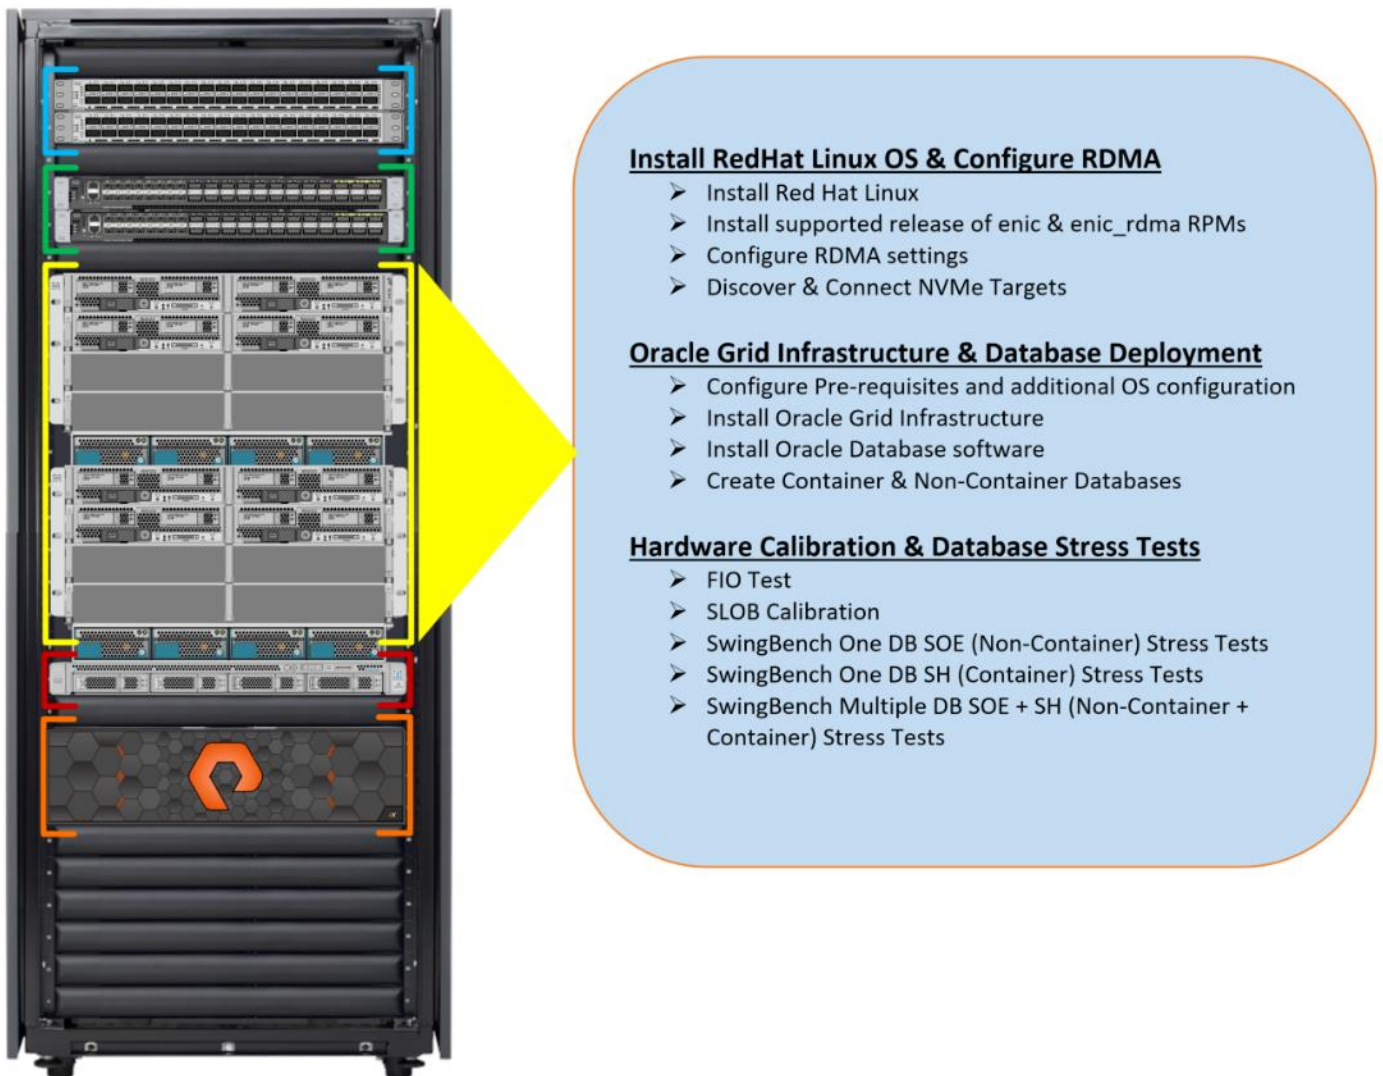 Install RedHat Linux OS & Configure RDMA
➢ Install Red Hat Linux
➢ Install supported release of enic & enic_rdma RPMs
➢ Configure RDMA settings
➢ Discover & Connect NVMe Targets
Oracle Grid Infrastructure & Database Deployment
➢ Configure Pre-requisites and additional OS configuration
➢ Install Oracle Grid Infrastructure
➢ Install Oracle Database software
➢ Create Container & Non-Container Databases
Hardware Calibration & Database Stress Tests
➢ FIO Test
➢ SLOB Calibration
➢ SwingBench One DB SOE (Non-Container) Stress Tests
➢ SwingBench One DB SH (Container) Stress Tests
➢ SwingBench Multiple DB SOE + SH (Non-Container +
Container) Stress Tests